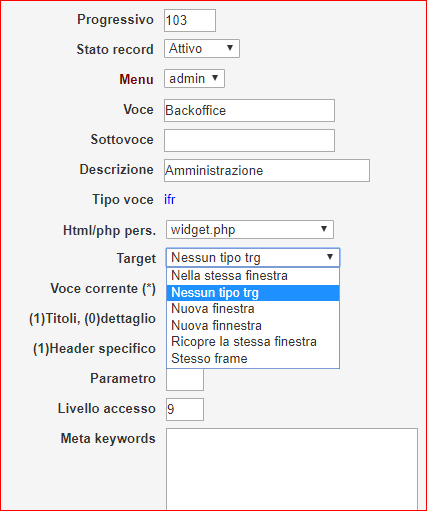 Progressivo 103
Stato record Attivo
Menu admin
Voce Backoffice
Sottovoce
Descrizione Amministrazione
Tipo voce ifr
Html/php pers. widget.php
Target Nessun tipo trg
Nella stessa finestra
Voce corrente (*) Nessun tipo trg
Nuova finestra
(1)Titoli, (0)dettaglio Nuova finnestra
(1)Header specifico Ricopre la stessa finestra
Stesso frame
Parametro
Livello accesso 9
Meta keywords